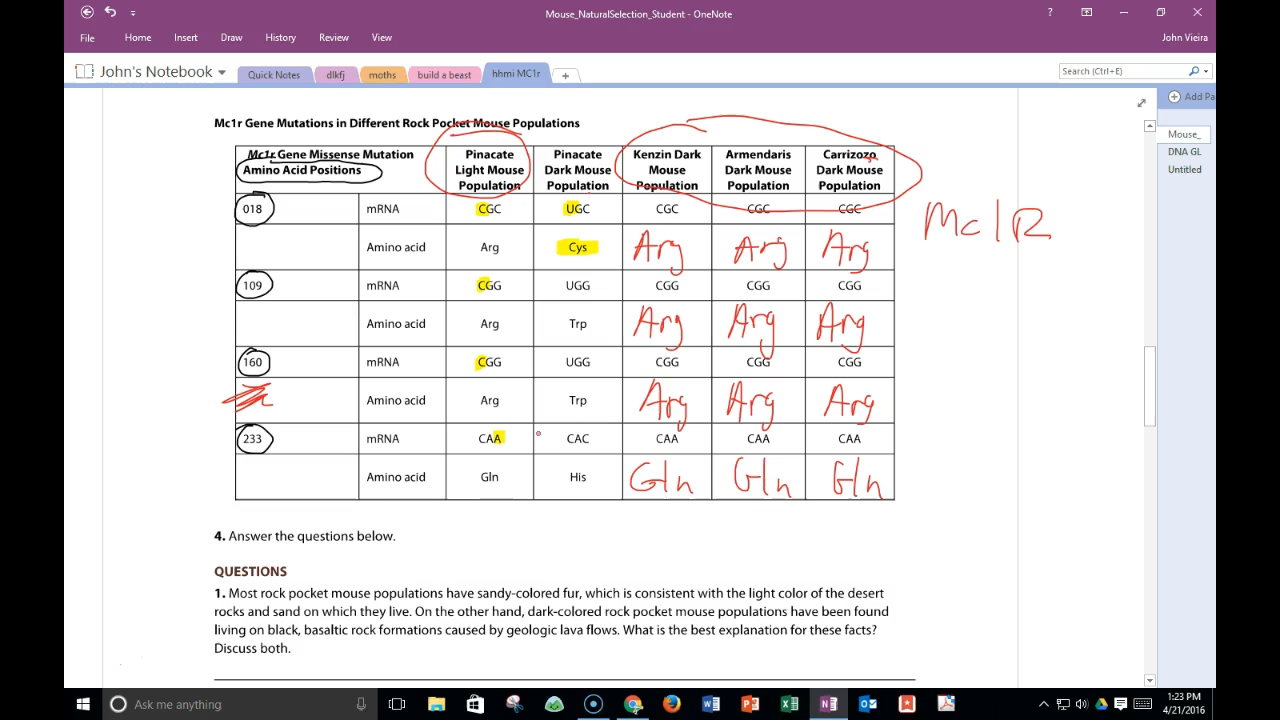 Mouse_NaturalSelection_Student - OneNote
?
File Home Insert Draw History Review View
John Vieira
John's Notebook
Quick Notes dlkfj moths build a beast hhmi MC1r +
Search (Ctrl+E)
Add Pa
Mouse_
DNA GL
Untitled
Mc1r Gene Mutations in Different Rock Pocket Mouse Populations
Mc1r Gene Missense Mutation Amino Acid Positions Pinacate Light Mouse Population Pinacate Dark Mouse Population Kenzin Dark Mouse Population Armendaris Dark Mouse Population Carrizozo Dark Mouse Population
018 mRNA CGC UGC CGC CGC CGC
Mc1R
Amino acid Arg Cys Arg Arg Arg
109 mRNA CGG UGG CGG CGG CGG
Amino acid Arg Trp Arg Arg Arg
160 mRNA CGG UGG CGG CGG CGG
Amino acid Arg Trp Arg Arg Arg
233 mRNA CAA CAC CAA CAA CAA
Amino acid Gln His Gln Gln Gln
4. Answer the questions below.
QUESTIONS
1. Most rock pocket mouse populations have sandy-colored fur, which is consistent with the light color of the desert
rocks and sand on which they live. On the other hand, dark-colored rock pocket mouse populations have been found
living on black, basaltic rock formations caused by geologic lava flows. What is the best explanation for these facts?
Discuss both.
Ask me anything
1:23 PM
4/21/2016